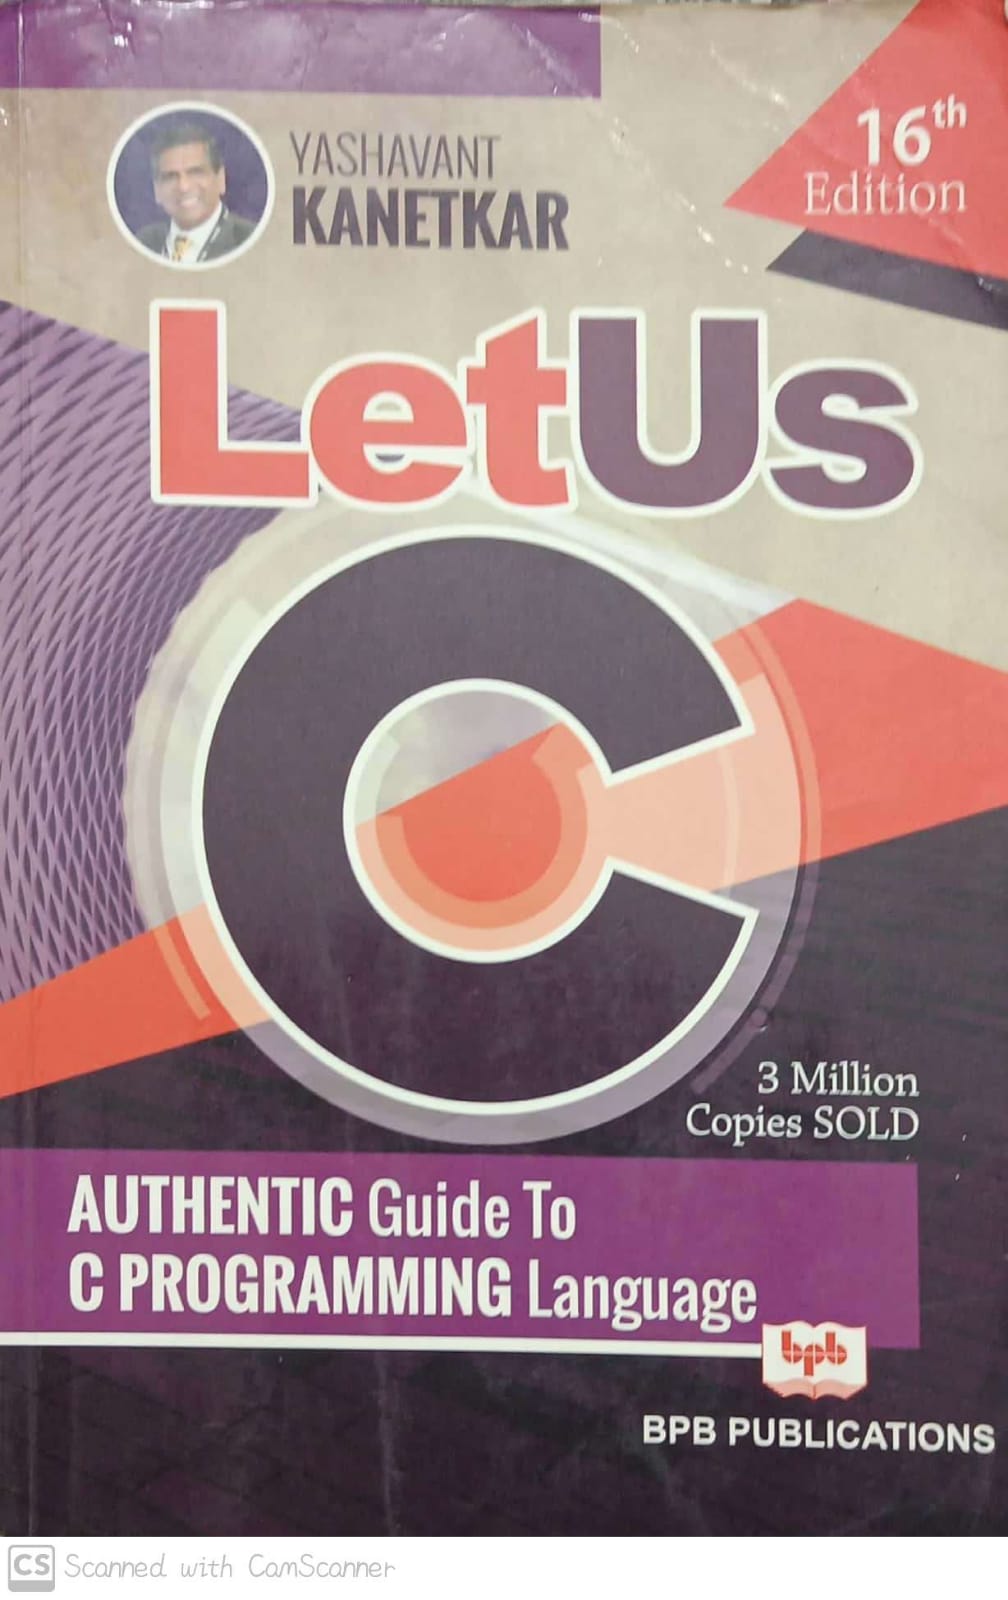 YASHAVANT
KANETKAR
16th
Edition
LetUs
C
3 Million
Copies SOLD
AUTHENTIC Guide To
C PROGRAMMING Language
bpb
BPB PUBLICATIONS
CS Scanned with CamScanner